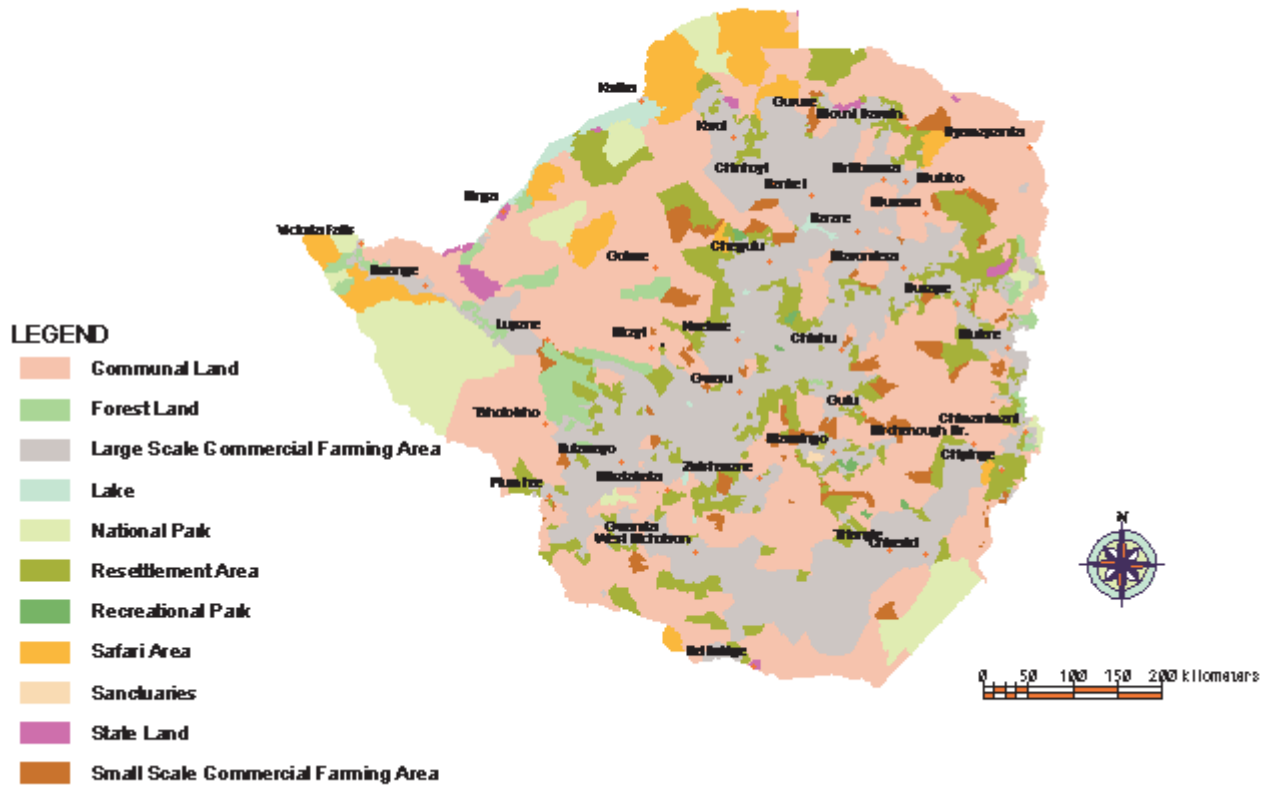 Kariba
Guruve
Mount Darwin
Karoi
Nyamapanda
Chinhoyi
Banket
Mutoko
Binga
Murewa
Harare
Victoria Falls
Chegutu
Gokwe
Marondera
Hwange
Rusape
LEGEND
Lupane
Nkayi
Chivhu
Mutare
Communal Land
Gweru
Forest Land
Tsholotsho
Gutu
Chimanimani
Birchenough Br.
Large Scale Commercial Farming Area
Bulawayo
Masvingo
Chipinge
Zvishavane
Plumtree
Lake
N
National Park
Gwanda
West Nicholson
Triangle
Chiredzi
Resettlement Area
Recreational Park
Safari Area
Beitbridge
0 50 100 150 200 kilometers
Sanctuaries
State Land
Small Scale Commercial Farming Area